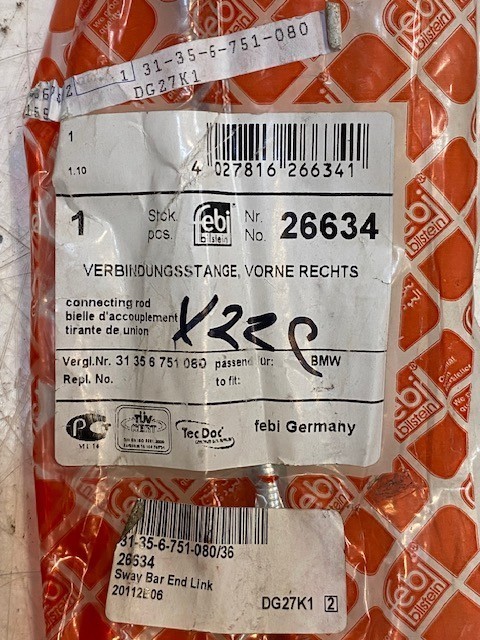 1 31-35-6-751-080
DG27K1
1
1.10
4 027816 266341
1 Stck. pcs. febi bilstein Nr. No. 26634
VERBINDUNGSSTANGE, VORNE RECHTS
connecting rod
bielle d'accouplement
tirante de union
Vergl.Nr. 31 35 6 751 080 passend für: BMW
Repl. No. to fit:
TÜV CERT
TecDoc
febi Germany
febi
bilstein
31-35-6-751-080/36
26634
Sway Bar End Link
DG27K1 2